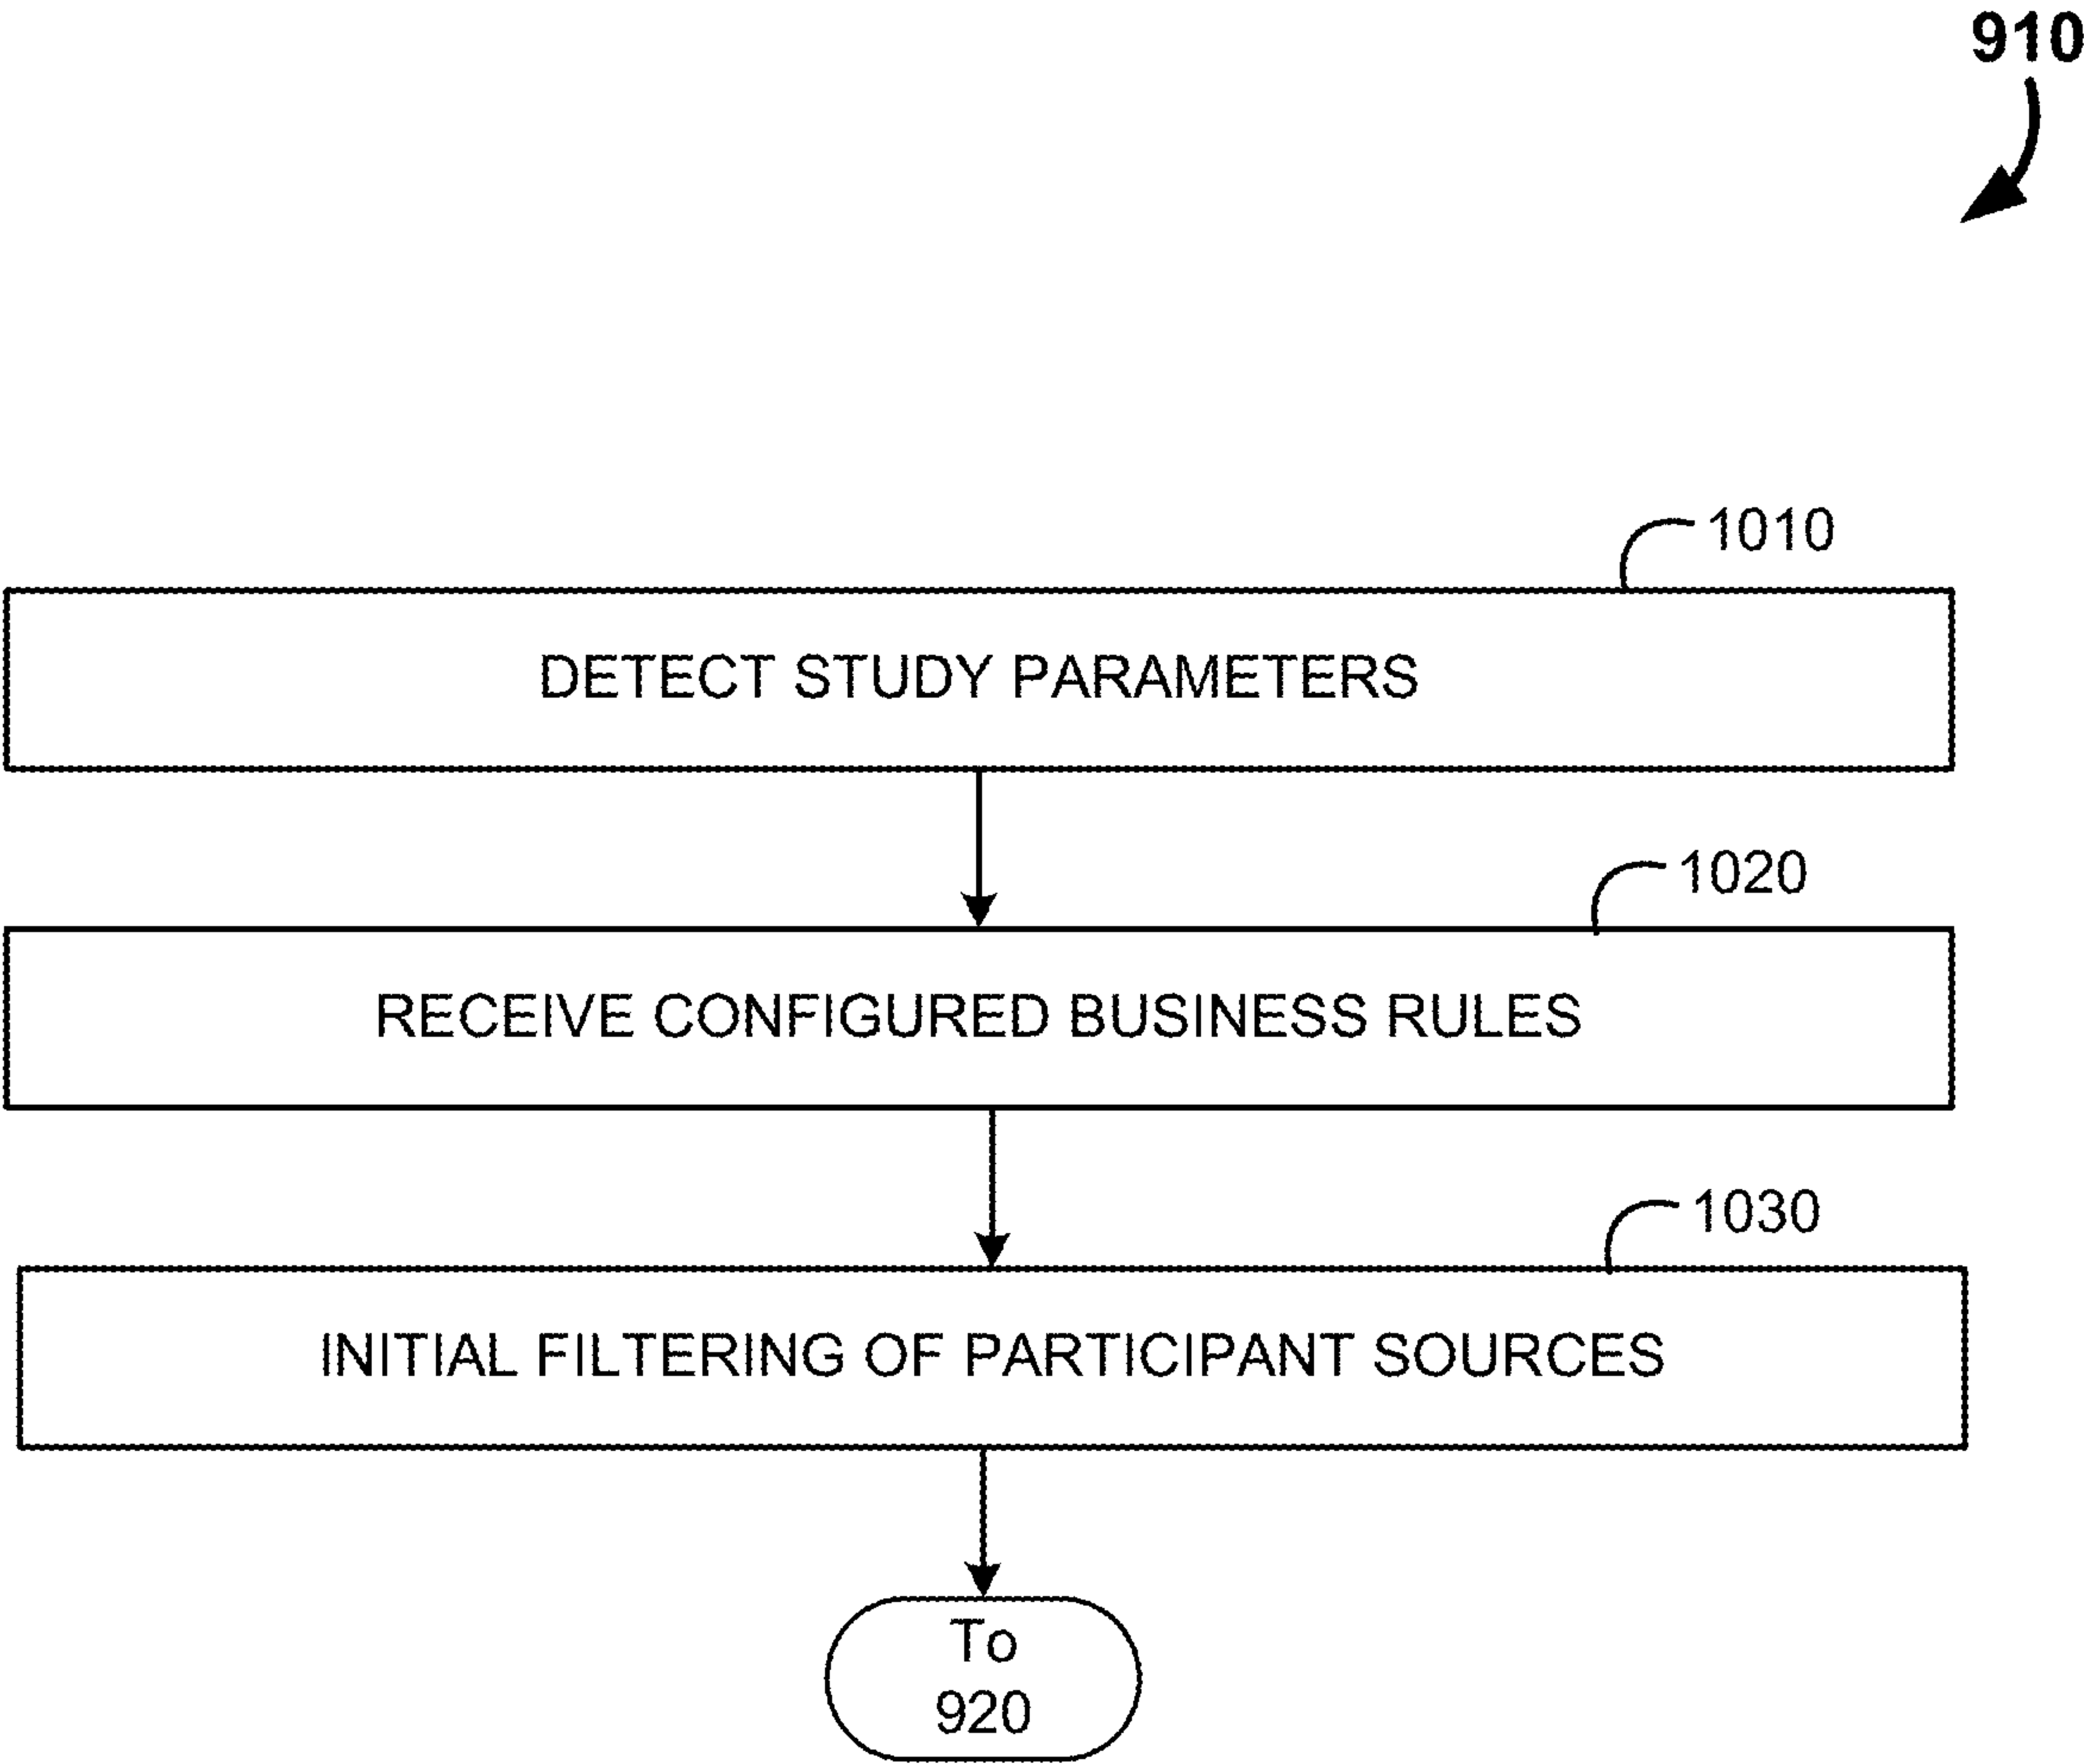 910
1010
DETECT STUDY PARAMETERS
1020
RECEIVE CONFIGURED BUSINESS RULES
1030
INITIAL FILTERING OF PARTICIPANT SOURCES
To
920